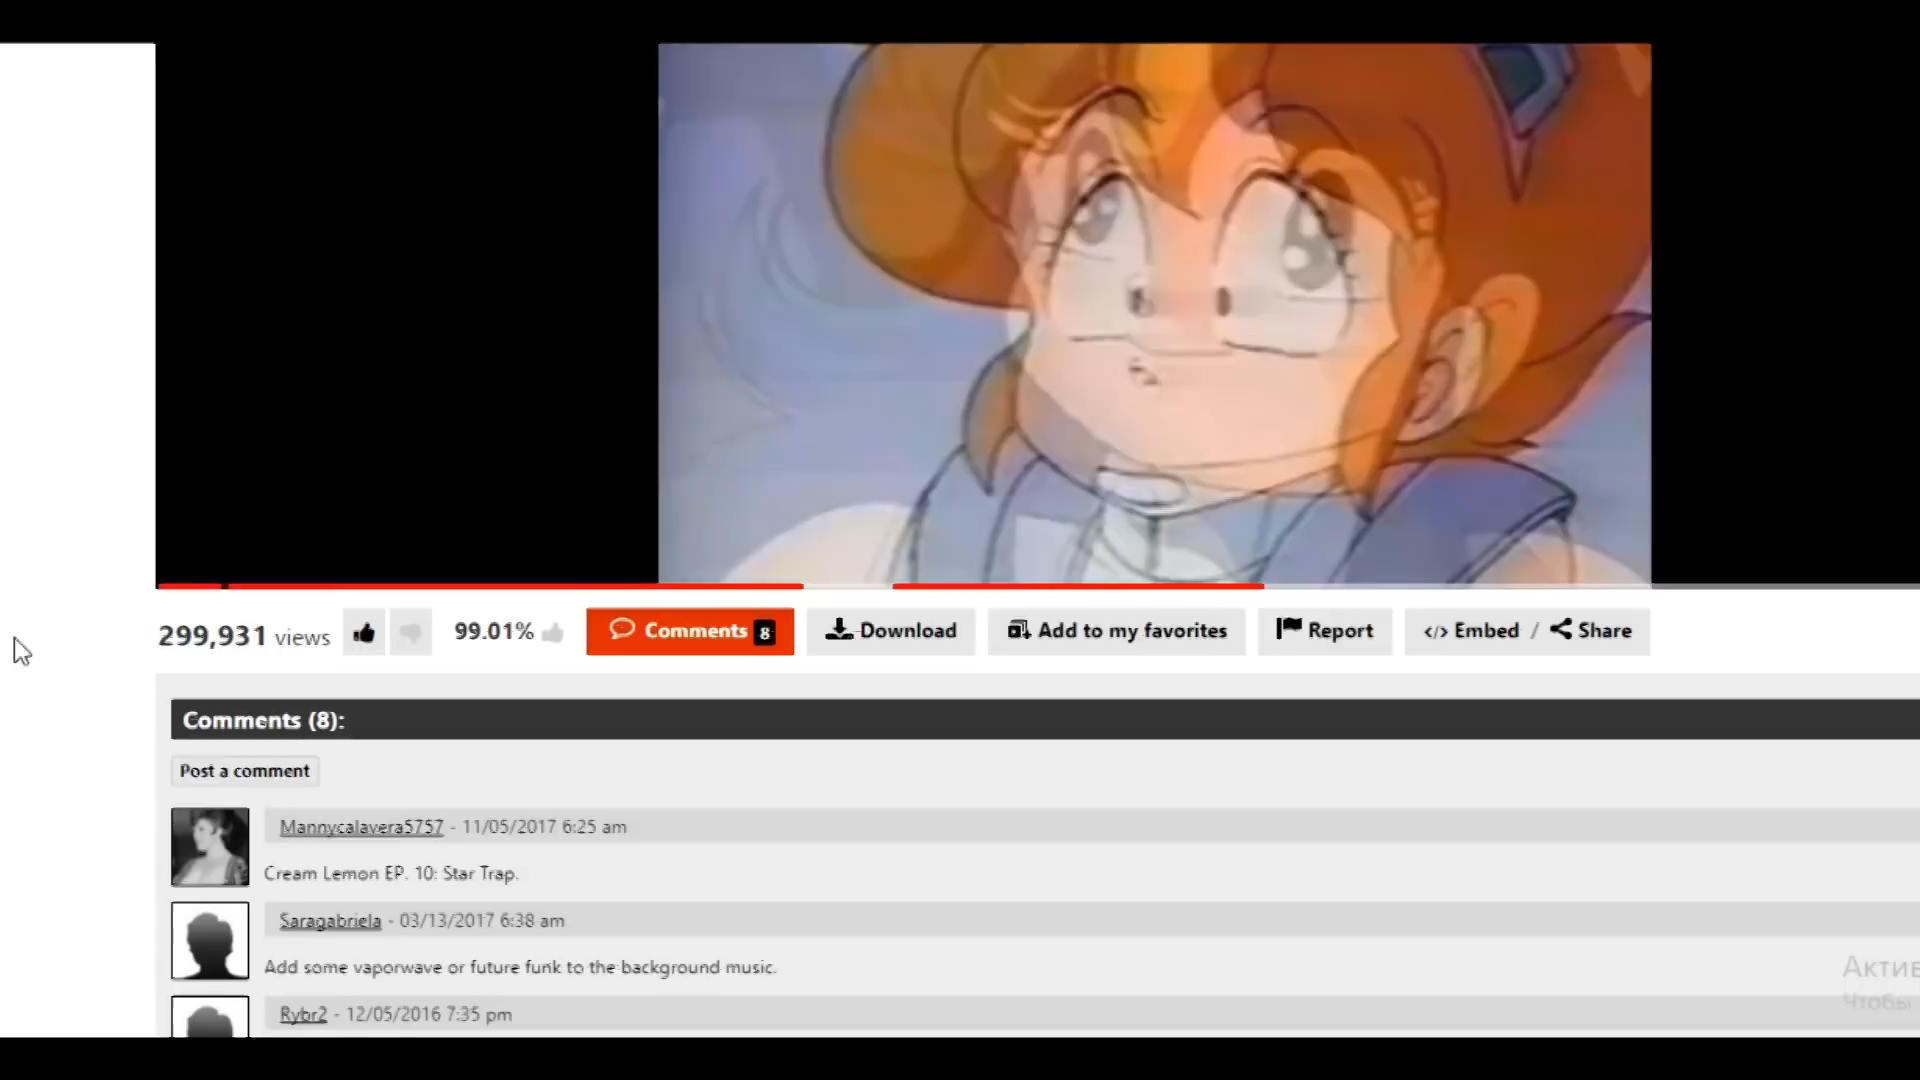 299,931 views 99.01% Comments 8 Download Add to my favorites Report </> Embed / Share
Comments (8):
Post a comment
Mannycalavera5757 - 11/05/2017 6:25 am
Cream Lemon EP. 10: Star Trap.
Saragabriela - 03/13/2017 6:38 am
Add some vaporwave or future funk to the background music.
Rybr2 - 12/05/2016 7:35 pm
Чтобы